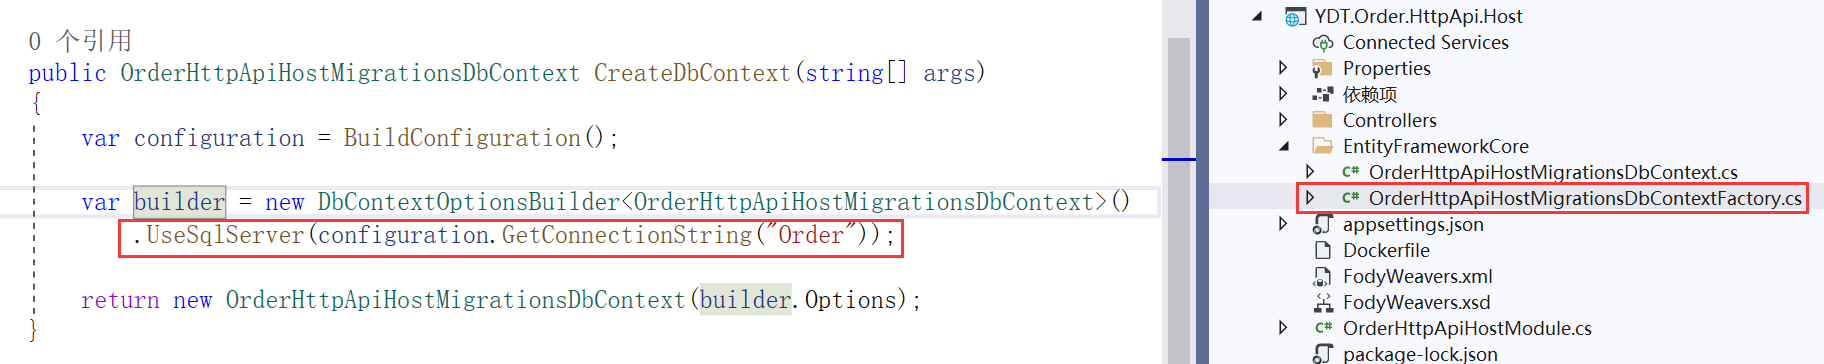 0 个引用
public OrderHttpApiHostMigrationsDbContext CreateDbContext(string[] args)
{
var configuration = BuildConfiguration();
var builder = new DbContextOptionsBuilder<OrderHttpApiHostMigrationsDbContext>()
.UseSqlServer(configuration.GetConnectionString("Order"));
return new OrderHttpApiHostMigrationsDbContext(builder.Options);
}
YDT.Order.HttpApi.Host
Connected Services
Properties
依赖项
Controllers
EntityFrameworkCore
C# OrderHttpApiHostMigrationsDbContext.cs
C# OrderHttpApiHostMigrationsDbContextFactory.cs
appsettings.json
Dockerfile
FodyWeavers.xml
FodyWeavers.xsd
C# OrderHttpApiHostModule.cs
package-lock.json